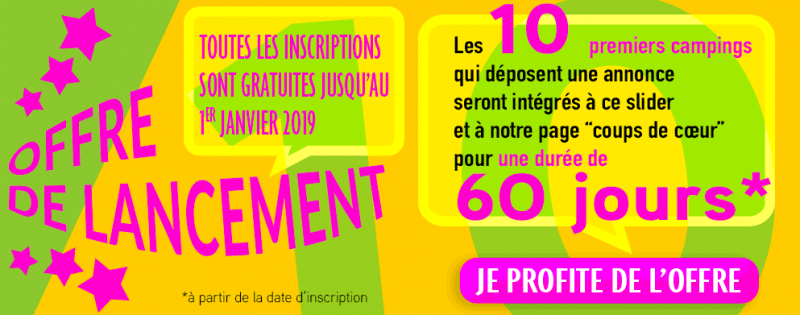 OFFRE
DE LANCEMENT
TOUTES LES INSCRIPTIONS
SONT GRATUITES JUSQU'AU
1ER JANVIER 2019
Les 10 premiers campings
qui déposent une annonce
seront intégrés à ce slider
et à notre page “coups de cœur”
pour une durée de
60 jours*
JE PROFITE DE L'OFFRE
*à partir de la date d'inscription